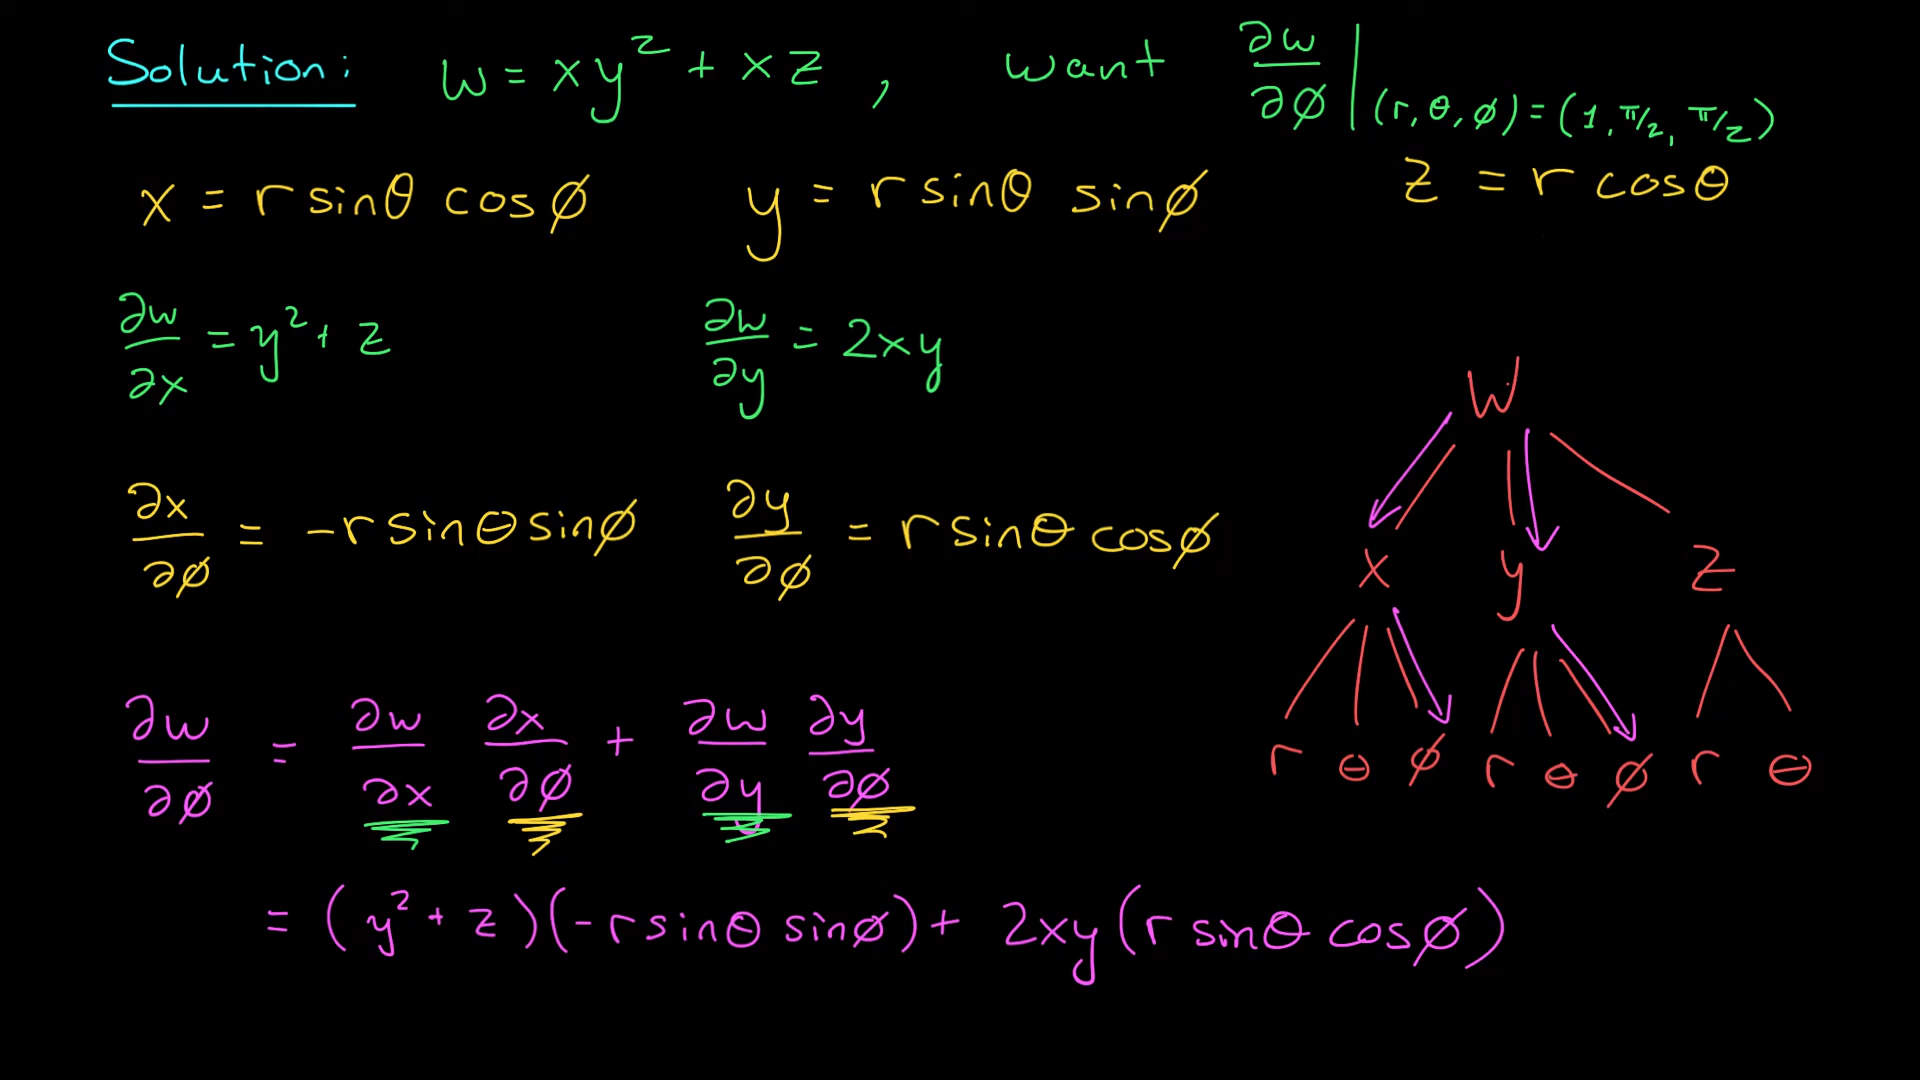 Solution: w = xy² + xz , want ∂w/∂φ |(r, θ, φ) = (1, π/2, π/2)
x = r sinθ cosφ y = r sinθ sinφ z = r cosθ
∂w/∂x = y² + z ∂w/∂y = 2xy
W
∂x/∂φ = -r sinθ sinφ ∂y/∂φ = r sinθ cosφ
x y z
∂w/∂φ = ∂w/∂x ∂x/∂φ + ∂w/∂y ∂y/∂φ
r θ φ r θ φ r θ
= (y² + z)(-r sinθ sinφ) + 2xy(r sinθ cosφ)